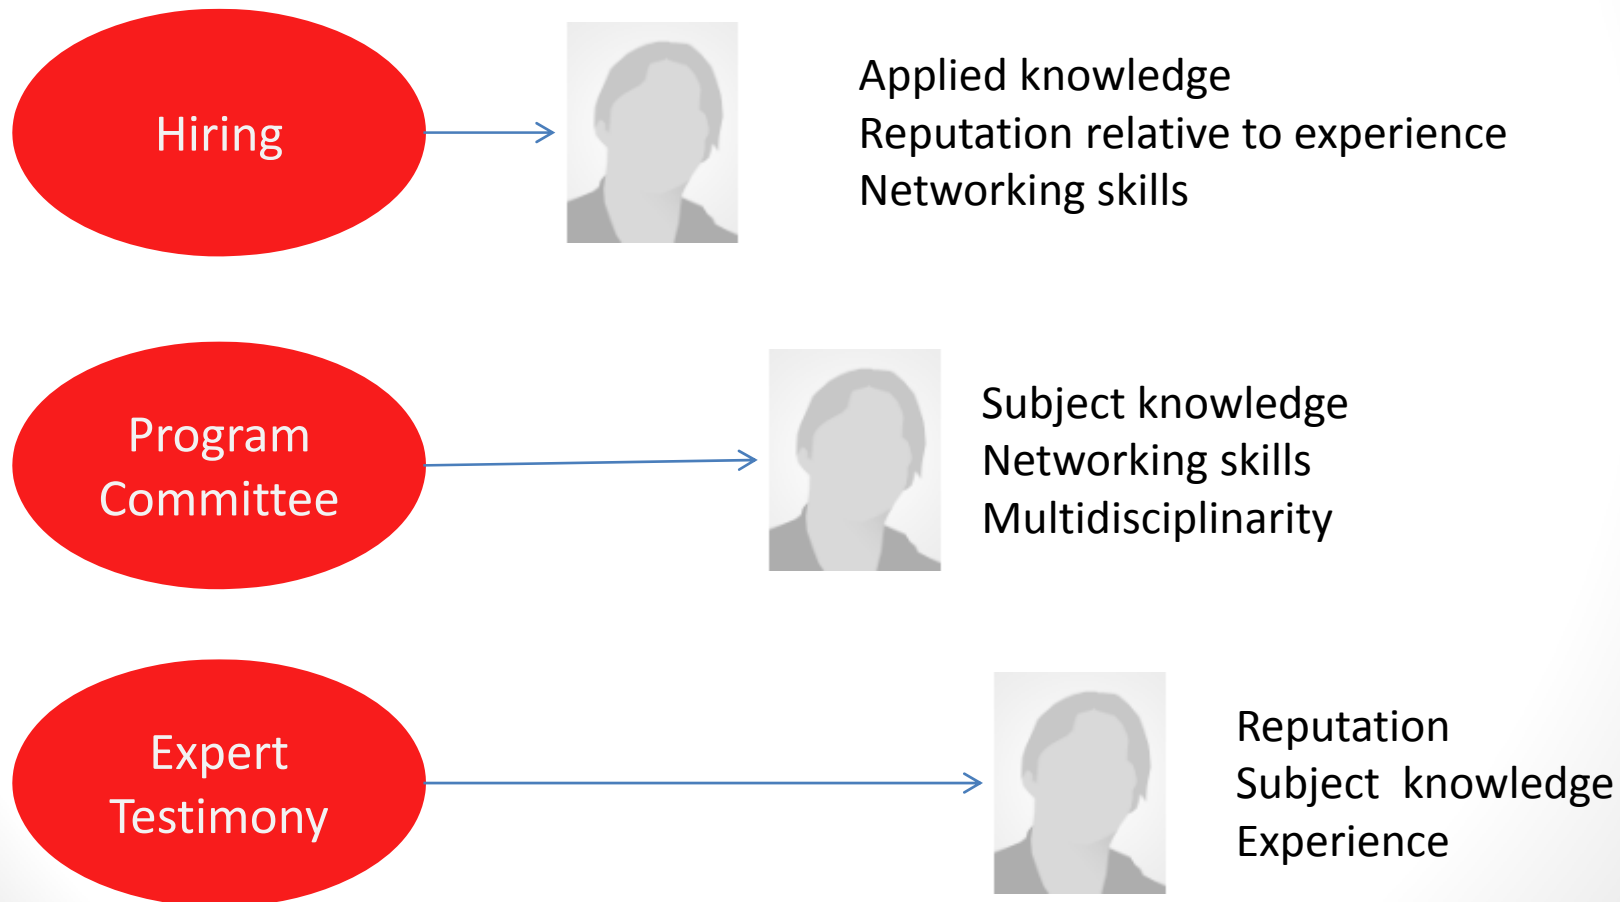 Hiring
Applied knowledge
Reputation relative to experience
Networking skills
Program
Committee
Subject knowledge
Networking skills
Multidisciplinarity
Expert
Testimony
Reputation
Subject  knowledge
Experience